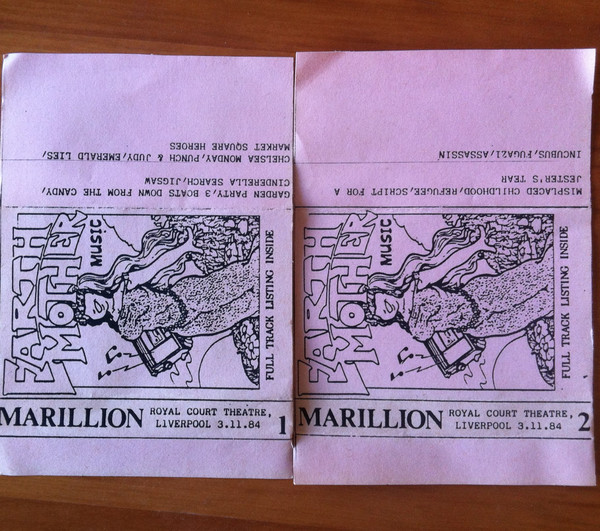 GARDEN PARTY,3 BOATS DOWN FROM THE CANDY,
CINDERELLA SEARCH,JIGSAW
CHELSEA MONDAY,PUNCH & JUDY,EMERALD LIES,
MARKET SQUARE HEROES
EARTH
MOTHER
MUSIC
FULL TRACK LISTING INSIDE
MARILLION
ROYAL COURT THEATRE,
LIVERPOOL 3.11.84
1
MISPLACED CHILDHOOD,REFUGEE,SCRIPT FOR A
JESTER'S TEAR
INCUBUS,FUGAZI,ASSASSIN
EARTH
MOTHER
MUSIC
FULL TRACK LISTING INSIDE
MARILLION
ROYAL COURT THEATRE,
LIVERPOOL 3.11.84
2